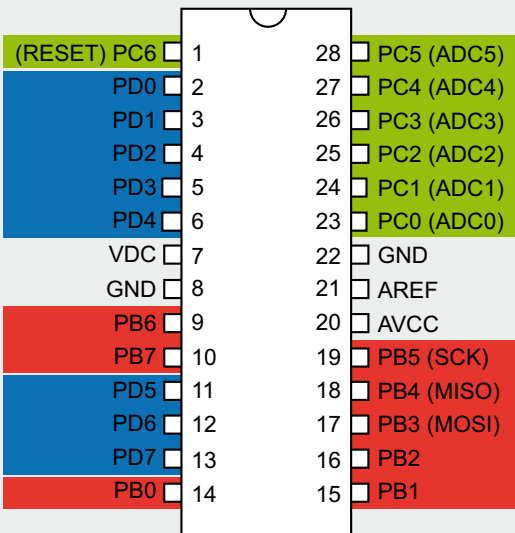 (RESET) PC6 1 28 PC5 (ADC5)
PD0 2 27 PC4 (ADC4)
PD1 3 26 PC3 (ADC3)
PD2 4 25 PC2 (ADC2)
PD3 5 24 PC1 (ADC1)
PD4 6 23 PC0 (ADC0)
VDC 7 22 GND
GND 8 21 AREF
PB6 9 20 AVCC
PB7 10 19 PB5 (SCK)
PD5 11 18 PB4 (MISO)
PD6 12 17 PB3 (MOSI)
PD7 13 16 PB2
PB0 14 15 PB1